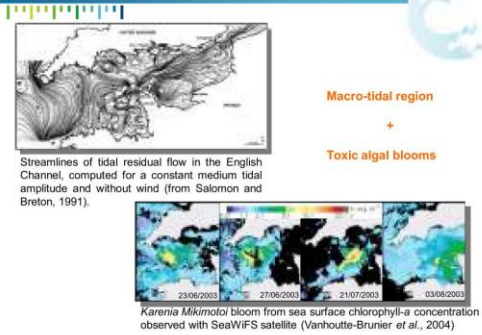 Macro-tidal region
+
Toxic algal blooms
Streamlines of tidal residual flow in the English
Channel, computed for a constant medium tidal
amplitude and without wind (from Salomon and
Breton, 1991).
23/06/2003
27/06/2003
21/07/2003
03/08/2003
Karenia Mikimotoi bloom from sea surface chlorophyll-a concentration
observed with SeaWiFS satellite (Vanhoutte-Brunier et al., 2004)